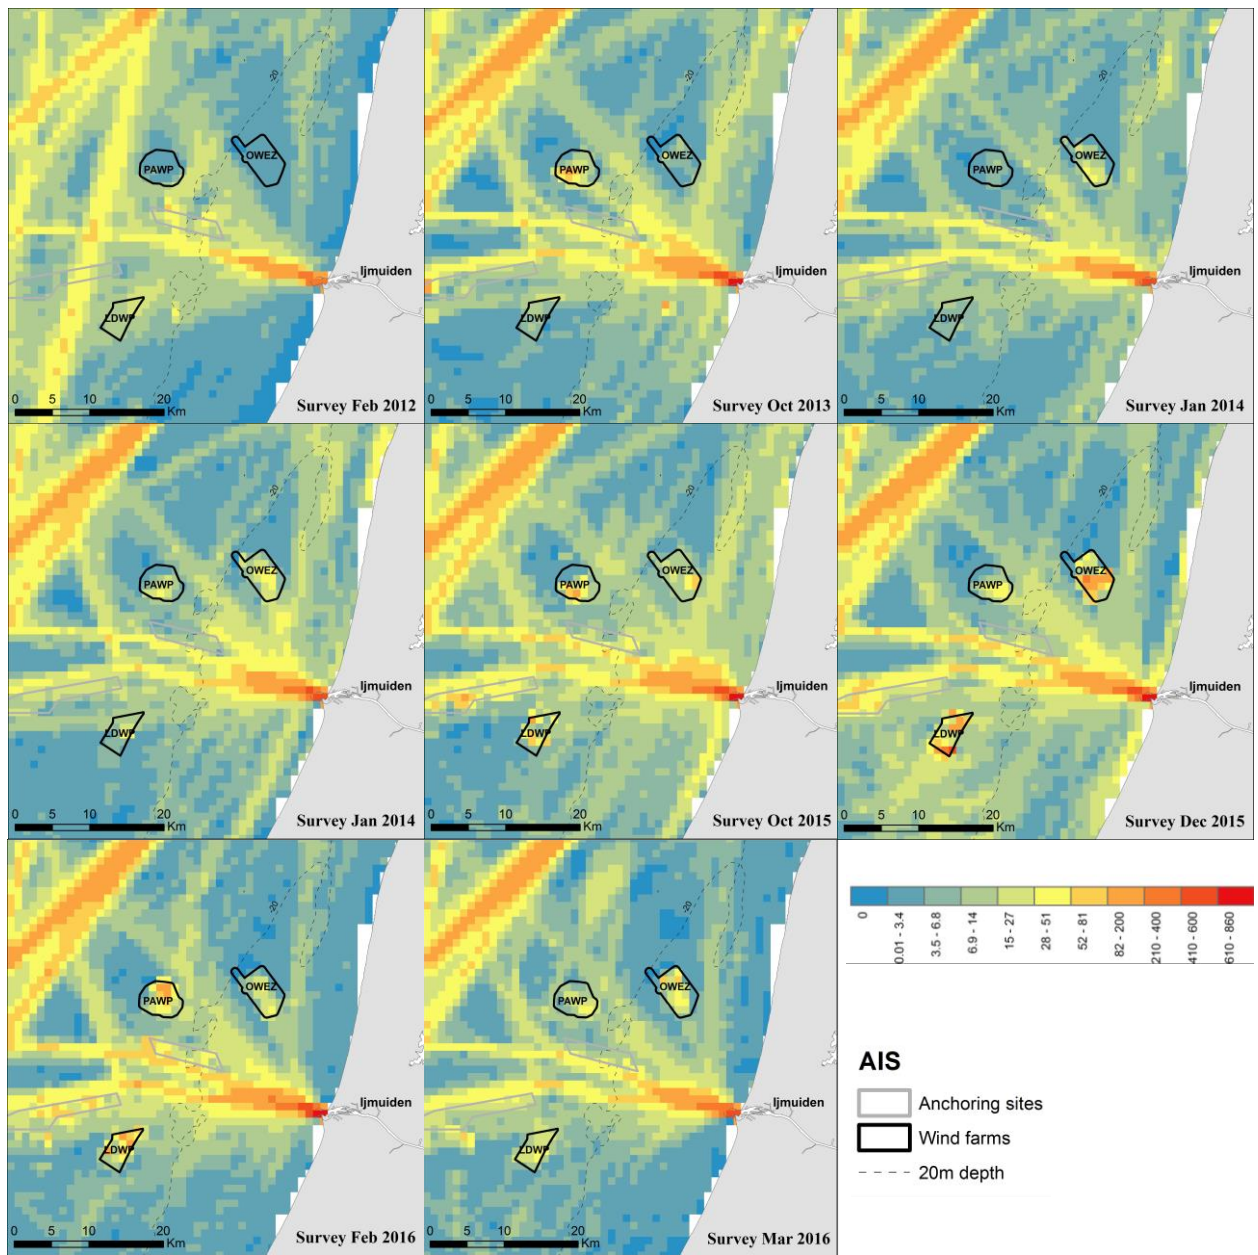 -20
PAWP
OWEZ
Ijmuiden
LDWP
0 5 10 20
Km
Survey Feb 2012
-20
PAWP
OWEZ
Ijmuiden
LDWP
0 5 10 20
Km
Survey Oct 2013
-20
PAWP
OWEZ
Ijmuiden
LDWP
0 5 10 20
Km
Survey Jan 2014
-20
PAWP
OWEZ
Ijmuiden
LDWP
0 5 10 20
Km
Survey Jan 2014
-20
PAWP
OWEZ
Ijmuiden
LDWP
0 5 10 20
Km
Survey Oct 2015
-20
PAWP
OWEZ
Ijmuiden
LDWP
0 5 10 20
Km
Survey Dec 2015
-20
PAWP
OWEZ
Ijmuiden
LDWP
0 5 10 20
Km
Survey Feb 2016
-20
PAWP
OWEZ
Ijmuiden
LDWP
0 5 10 20
Km
Survey Mar 2016
0
0.01 - 3.4
3.5 - 6.8
6.9 - 14
15 - 27
28 - 51
52 - 81
82 - 200
210 - 400
410 - 600
610 - 860
AIS
Anchoring sites
Wind farms
20m depth